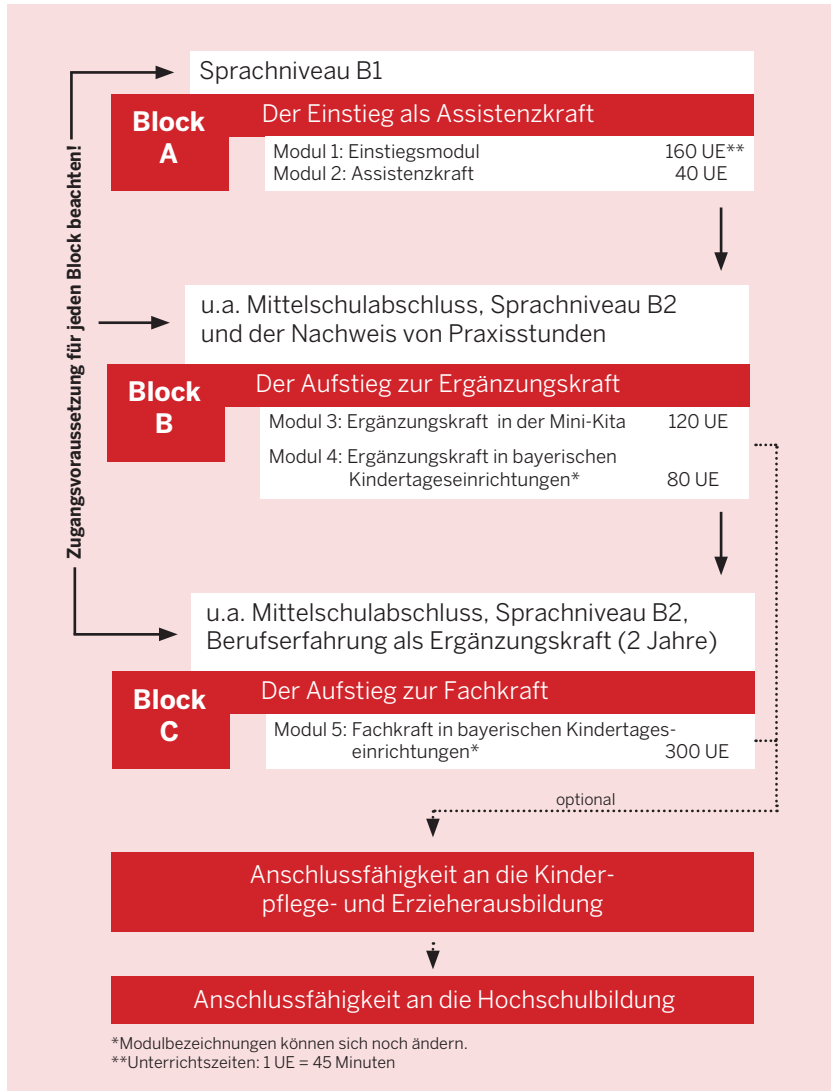 Zugangsvoraussetzung für jeden Block beachten!
Sprachniveau B1
Block
A
Der Einstieg als Assistenzkraft
Modul 1: Einstiegsmodul 160 UE**
Modul 2: Assistenzkraft 40 UE
u.a. Mittelschulabschluss, Sprachniveau B2
und der Nachweis von Praxisstunden
Block
B
Der Aufstieg zur Ergänzungskraft
Modul 3: Ergänzungskraft in der Mini-Kita 120 UE
Modul 4: Ergänzungskraft in bayerischen
Kindertageseinrichtungen* 80 UE
u.a. Mittelschulabschluss, Sprachniveau B2,
Berufserfahrung als Ergänzungskraft (2 Jahre)
Block
C
Der Aufstieg zur Fachkraft
Modul 5: Fachkraft in bayerischen Kindertages-
einrichtungen* 300 UE
optional
Anschlussfähigkeit an die Kinder-
pflege- und Erzieherausbildung
Anschlussfähigkeit an die Hochschulbildung
*Modulbezeichnungen können sich noch ändern.
**Unterrichtszeiten: 1 UE = 45 Minuten